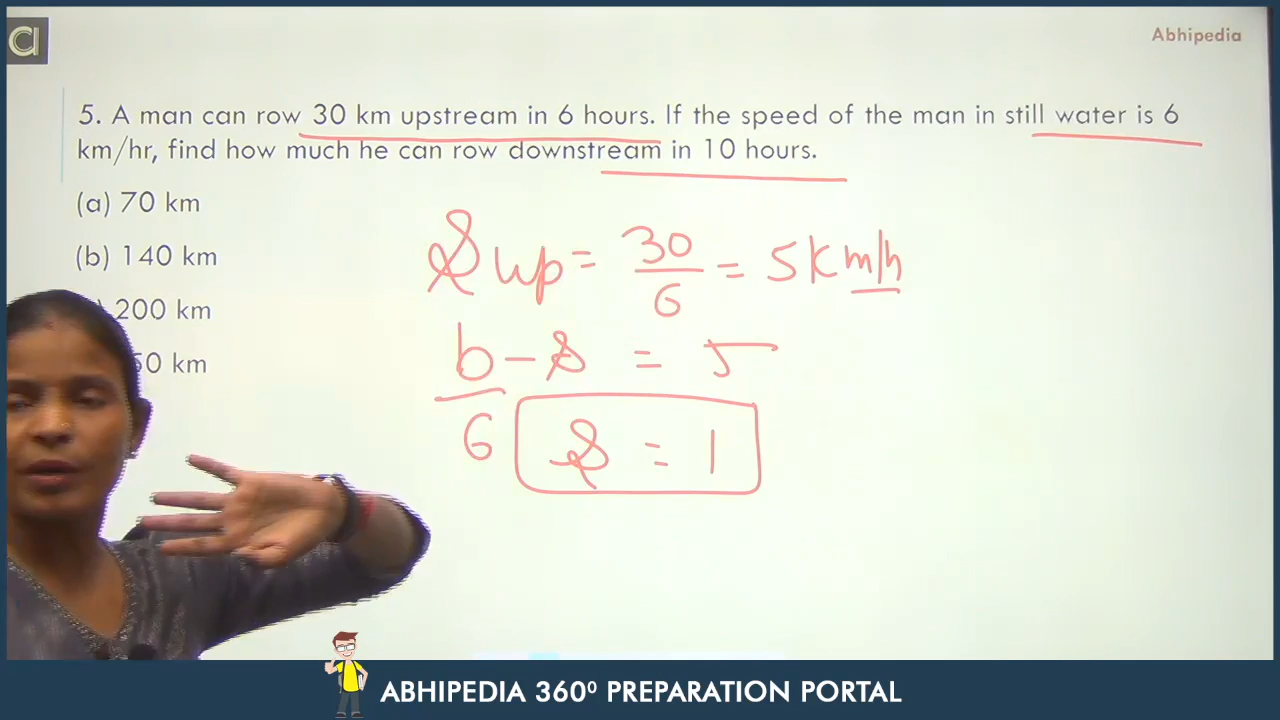 a
Abhipedia
5. A man can row 30 km upstream in 6 hours. If the speed of the man in still water is 6
km/hr, find how much he can row downstream in 10 hours.
(a) 70 km
(b) 140 km
200 km
km
Sup = 30/6 = 5 km/h
b - s = 5
6
S = 1
ABHIPEDIA 360⁰ PREPARATION PORTAL